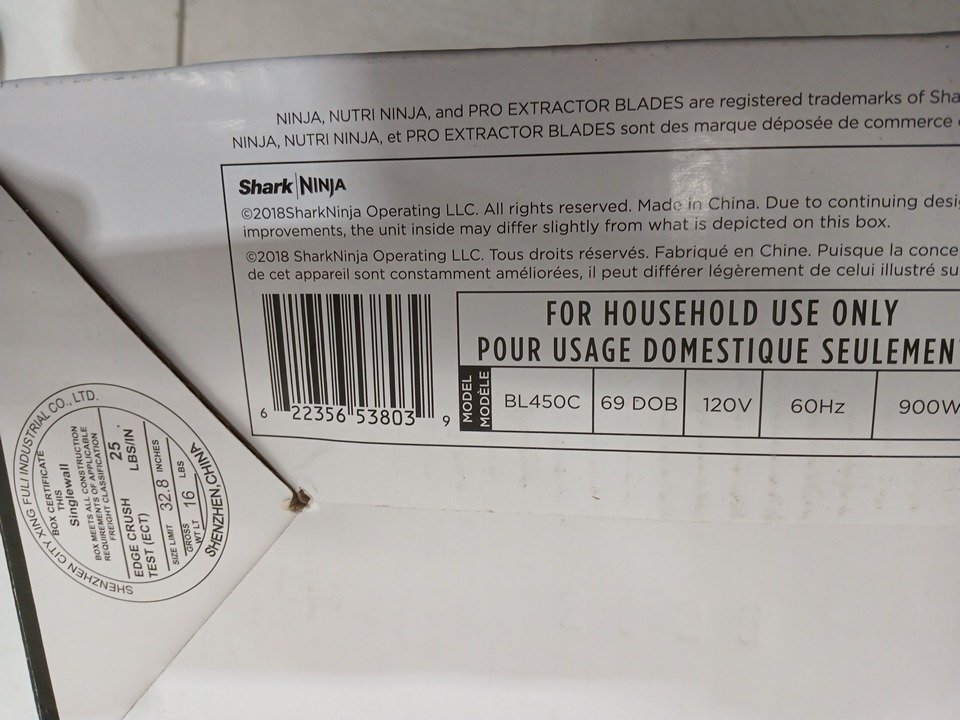 NINJA, NUTRI NINJA, and PRO EXTRACTOR BLADES are registered trademarks of Sha
NINJA, NUTRI NINJA, et PRO EXTRACTOR BLADES sont des marque déposée de commerce
Shark NINJA
©2018SharkNinja Operating LLC. All rights reserved. Made in China. Due to continuing desi
improvements, the unit inside may differ slightly from what is depicted on this box.
©2018 SharkNinja Operating LLC. Tous droits réservés. Fabriqué en Chine. Puisque la conce
de cet appareil sont constamment améliorées, il peut différer légèrement de celui illustré su
6 22356 53803 9
FOR HOUSEHOLD USE ONLY
POUR USAGE DOMESTIQUE SEULEMEN
MODEL
MODÈLE
BL450C 69 DOB 120V 60Hz 900W
SHENZHEN CITY XING FULI INDUSTRIAL CO., LTD.
BOX CERTIFICATE
THIS
Singlewall
BOX MEETS ALL CONSTRUCTION
REQUIREMENTS OF APPLICABLE
FREIGHT CLASSIFICATION
EDGE CRUSH 25
TEST (ECT) LBS/IN
SIZE LIMIT 32.8 INCHES
GROSS
WT LT 16 LBS
SHENZHEN,CHINA